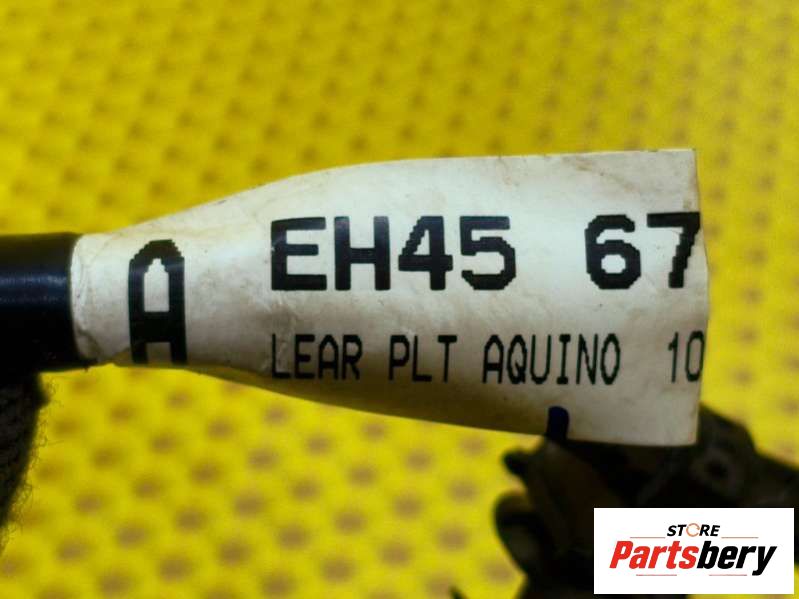 A
EH45 67
LEAR PLT AQUINO 10
STORE
Partsbery